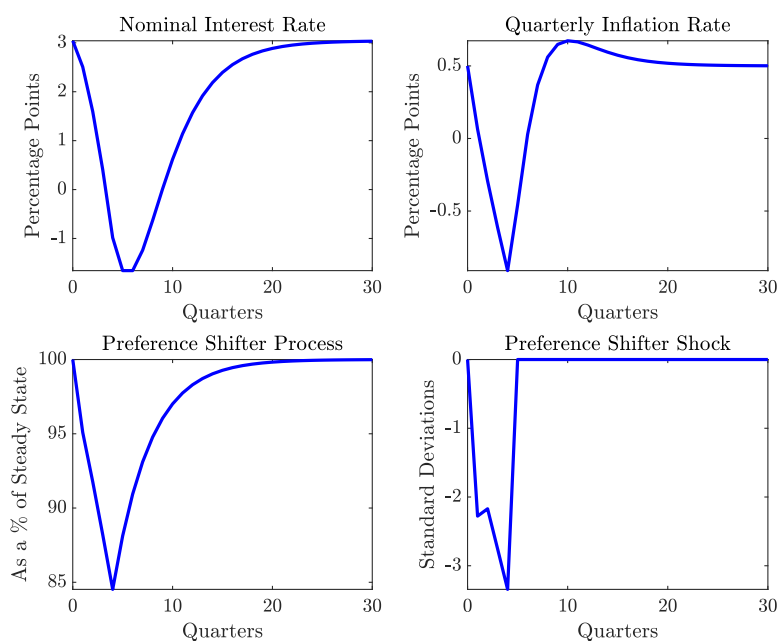 Nominal Interest Rate
Percentage Points
3
2
1
0
-1
0 10 20 30
Quarters
Quarterly Inflation Rate
Percentage Points
0.5
0
-0.5
0 10 20 30
Quarters
Preference Shifter Process
As a % of Steady State
100
95
90
85
0 10 20 30
Quarters
Preference Shifter Shock
Standard Deviations
0
-1
-2
-3
0 10 20 30
Quarters